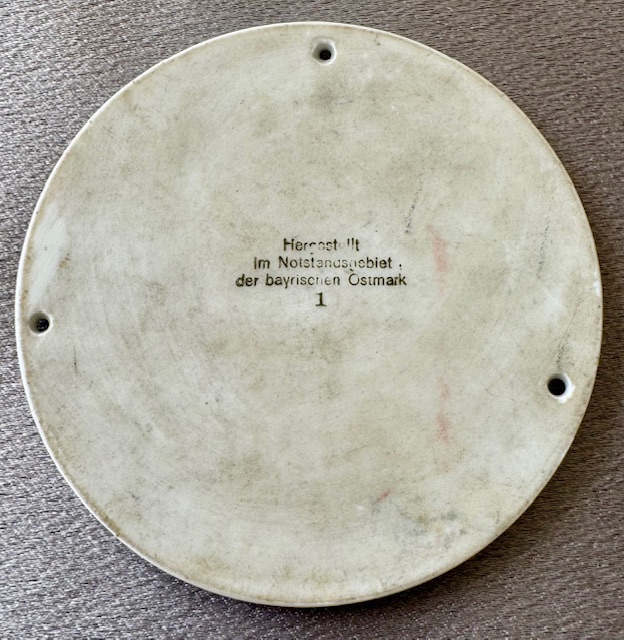 Hergestellt
im Notstandsgebiet
der bayrischen Ostmark
1